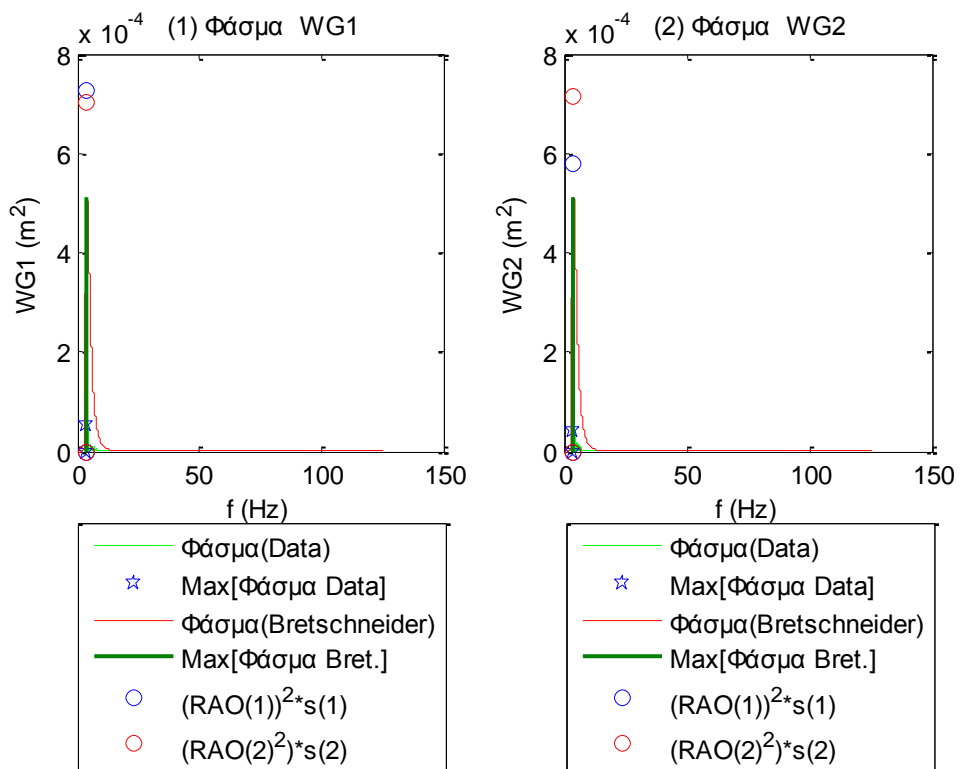 x 10^-4
(1) Φάσμα WG1
8
6
4
2
0
WG1 (m^2)
0 50 100 150
f (Hz)
Φάσμα(Data)
Max[Φάσμα Data]
Φάσμα(Bretschneider)
Max[Φάσμα Bret.]
(RAO(1))^2*s(1)
(RAO(2)^2)*s(2)
x 10^-4
(2) Φάσμα WG2
8
6
4
2
0
WG2 (m^2)
0 50 100 150
f (Hz)
Φάσμα(Data)
Max[Φάσμα Data]
Φάσμα(Bretschneider)
Max[Φάσμα Bret.]
(RAO(1))^2*s(1)
(RAO(2)^2)*s(2)